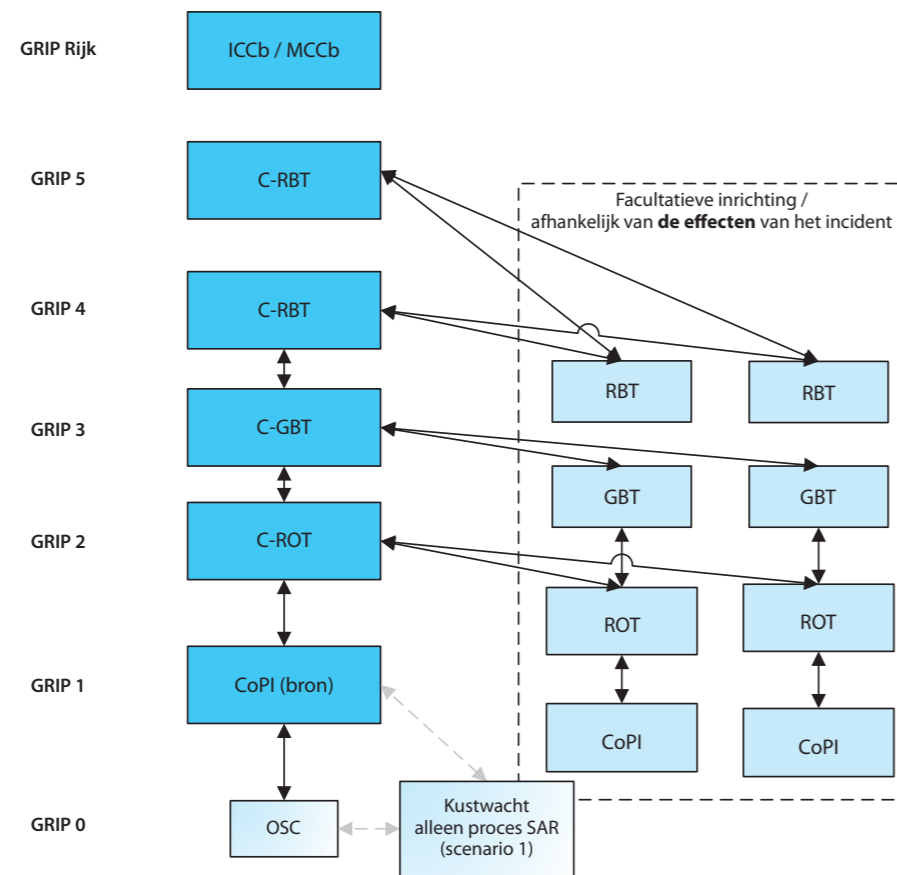 GRIP Rijk
ICCb / MCCb
GRIP 5
C-RBT
Facultatieve inrichting /
afhankelijk van de effecten van het incident
GRIP 4
C-RBT
RBT
RBT
GRIP 3
C-GBT
GBT
GBT
GRIP 2
C-ROT
ROT
ROT
GRIP 1
CoPI (bron)
CoPI
CoPI
GRIP 0
OSC
Kustwacht
alleen proces SAR
(scenario 1)